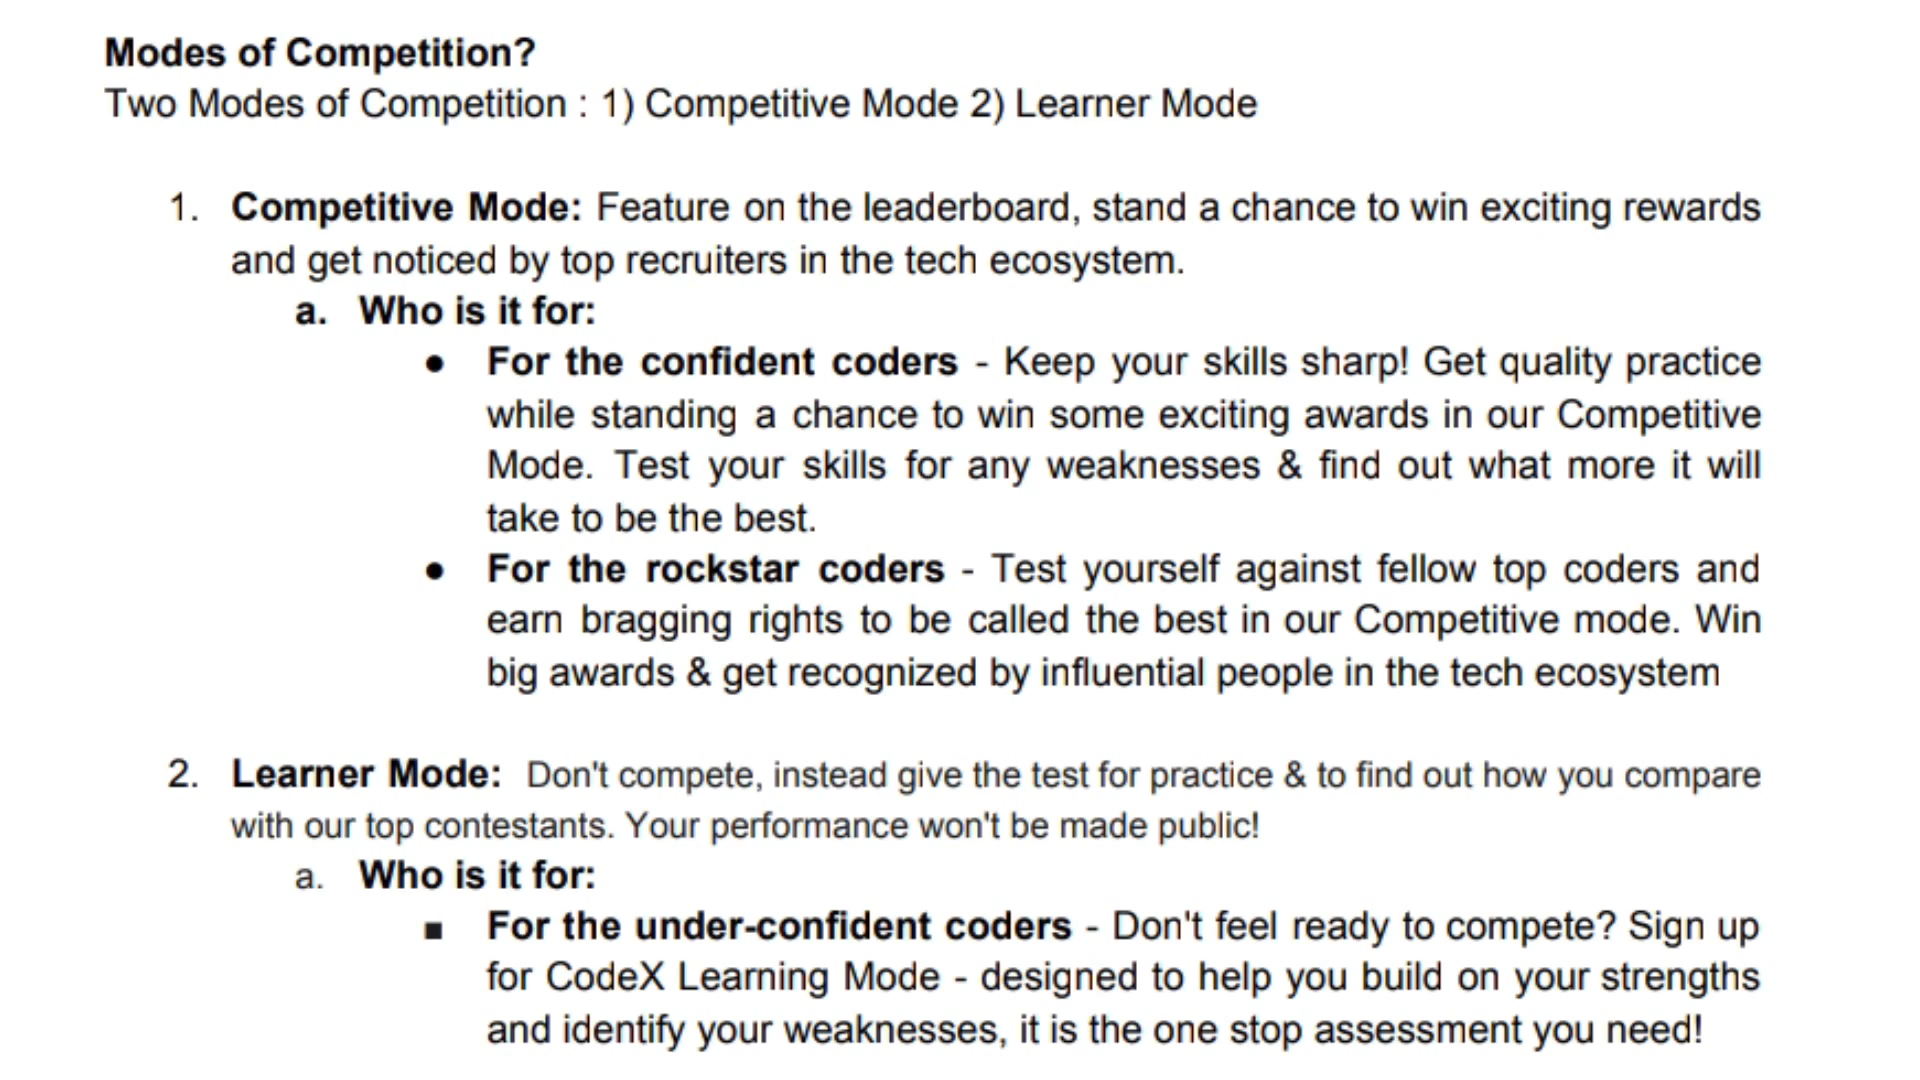 Modes of Competition?
Two Modes of Competition : 1) Competitive Mode 2) Learner Mode
1. Competitive Mode: Feature on the leaderboard, stand a chance to win exciting rewards
and get noticed by top recruiters in the tech ecosystem.
a. Who is it for:
● For the confident coders - Keep your skills sharp! Get quality practice
while standing a chance to win some exciting awards in our Competitive
Mode. Test your skills for any weaknesses & find out what more it will
take to be the best.
● For the rockstar coders - Test yourself against fellow top coders and
earn bragging rights to be called the best in our Competitive mode. Win
big awards & get recognized by influential people in the tech ecosystem
2. Learner Mode: Don't compete, instead give the test for practice & to find out how you compare
with our top contestants. Your performance won't be made public!
a. Who is it for:
■ For the under-confident coders - Don't feel ready to compete? Sign up
for CodeX Learning Mode - designed to help you build on your strengths
and identify your weaknesses, it is the one stop assessment you need!